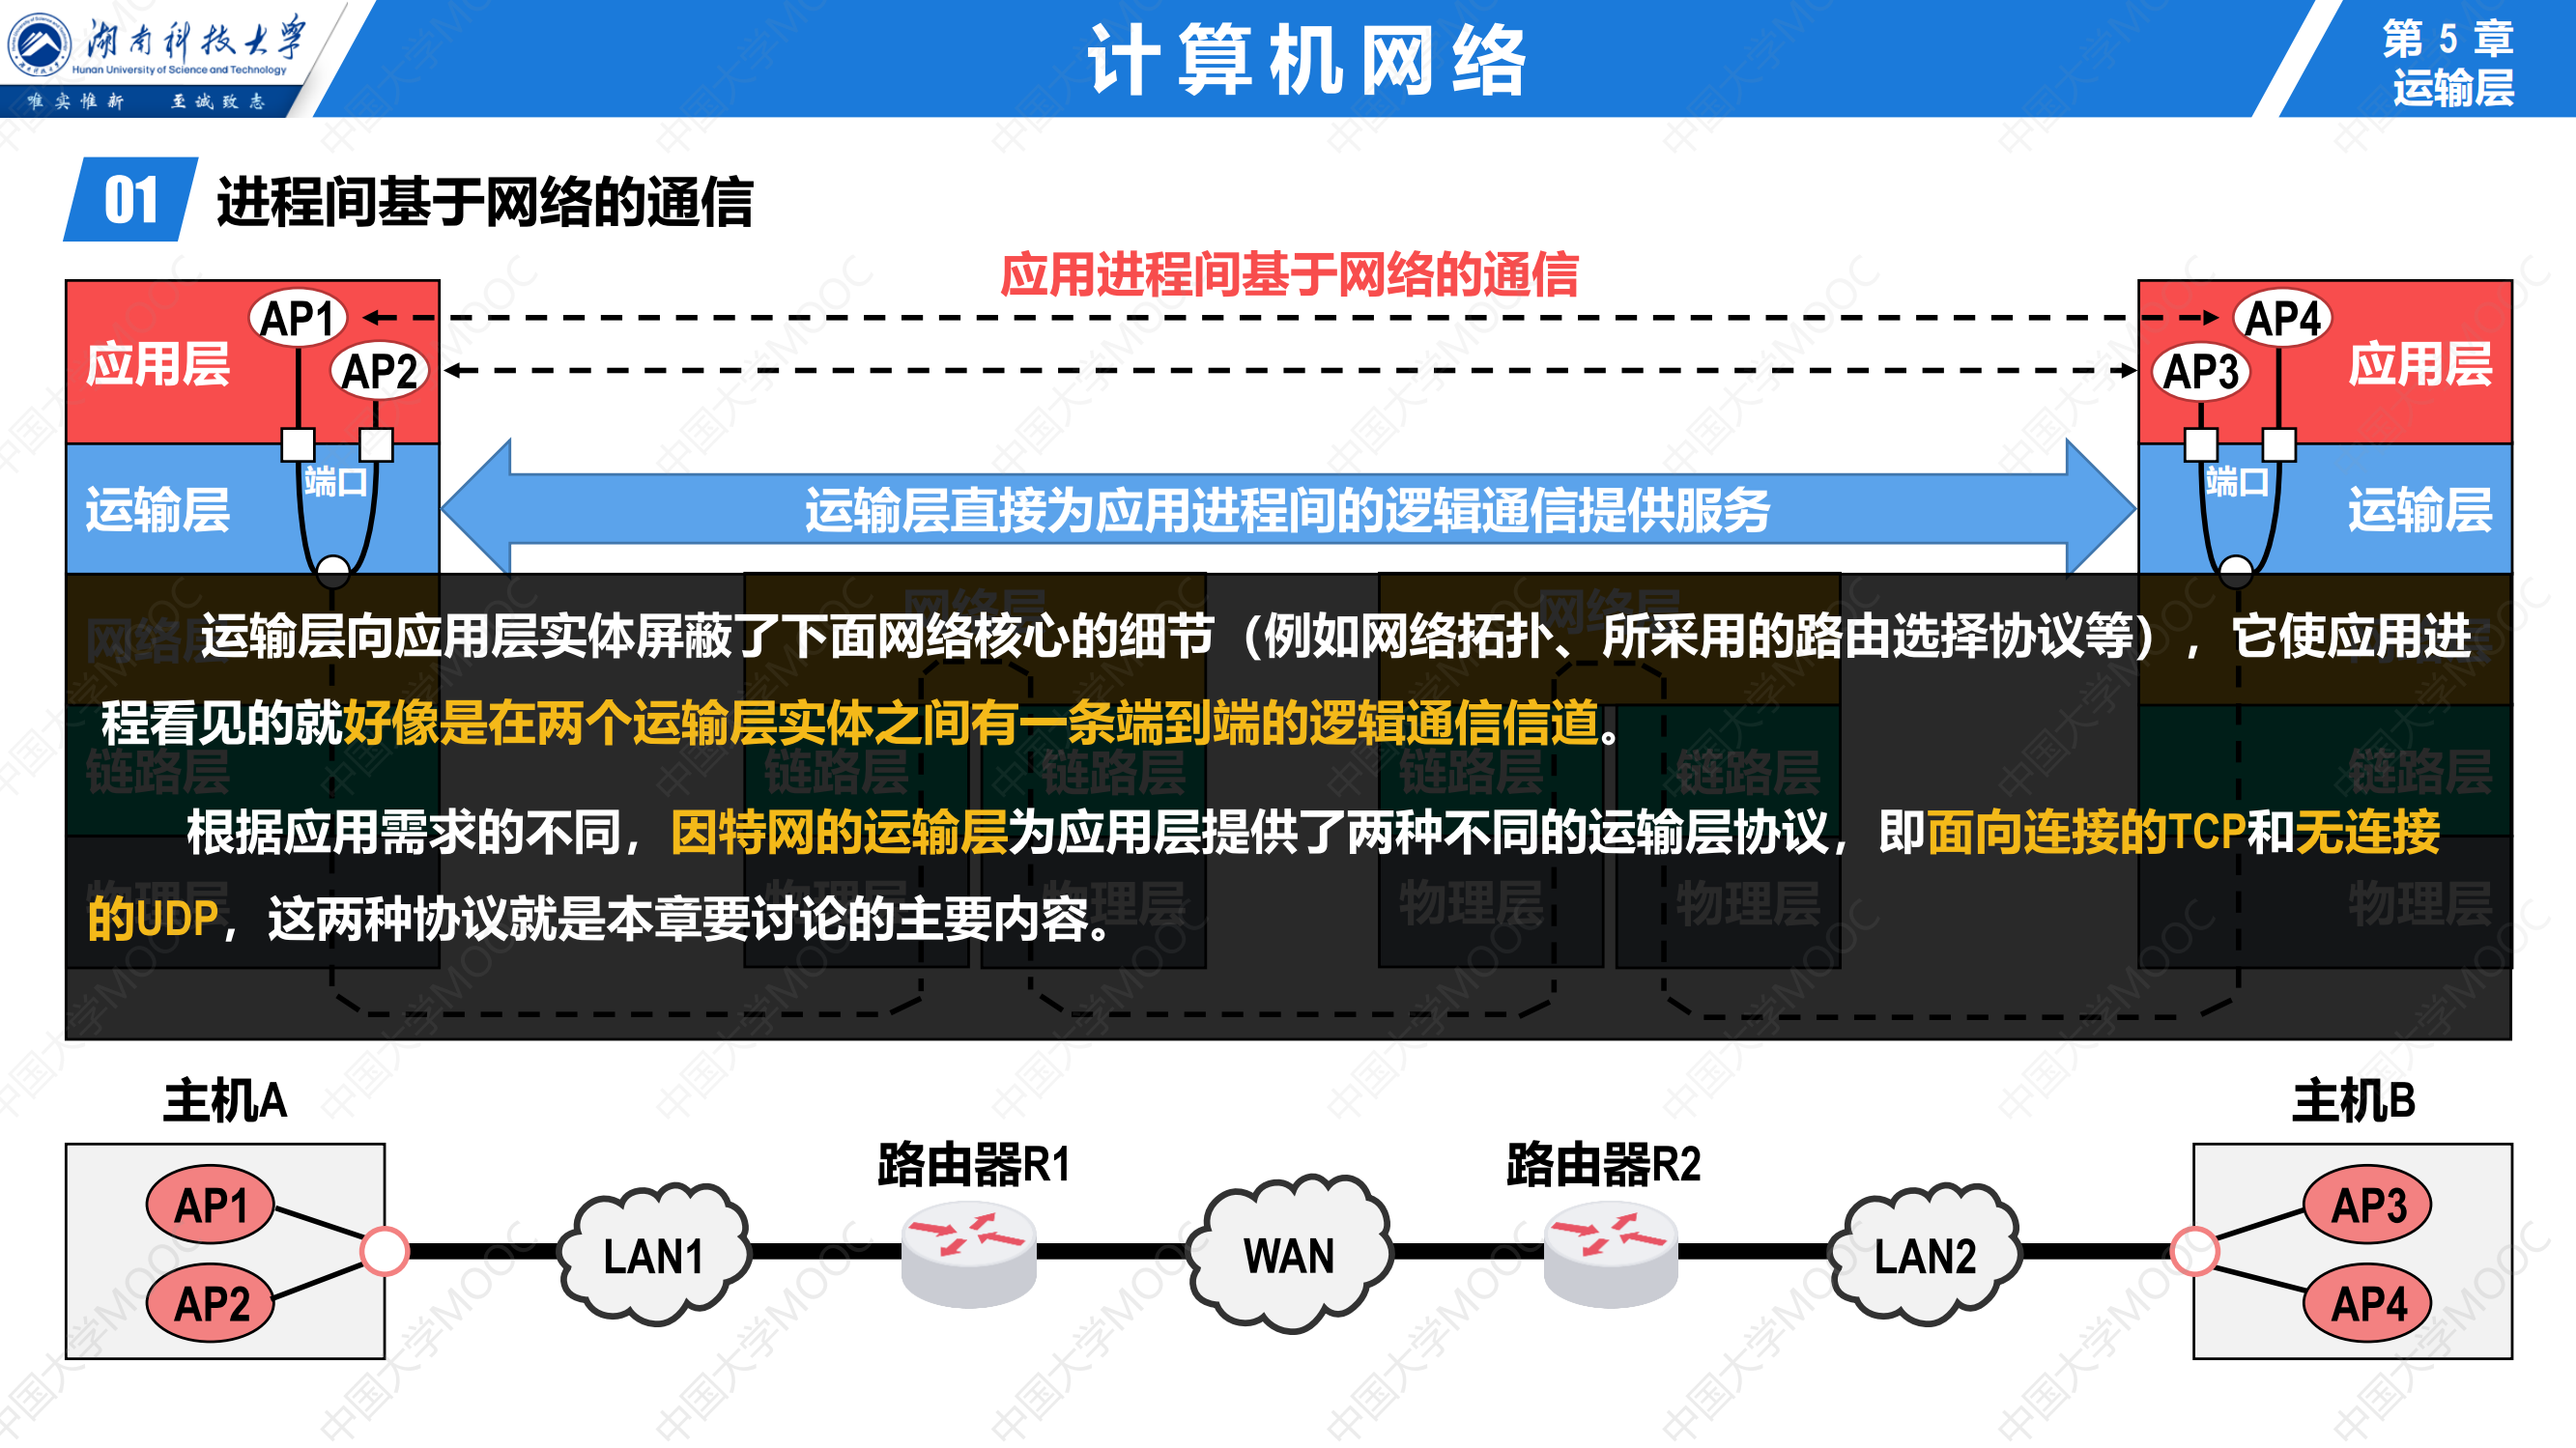 湖南科技大学
Hunan University of Science and Technology
唯实惟新 至诚致志
计算机网络
第 5 章
运输层
01 进程间基于网络的通信
应用进程间基于网络的通信
AP1
AP4
应用层
AP2
AP3
应用层
端口
端口
运输层
运输层直接为应用进程间的逻辑通信提供服务
运输层
网络层
网络层
网络层
运输层向应用层实体屏蔽了下面网络核心的细节（例如网络拓扑、所采用的路由选择协议等），它使应用进
程看见的就好像是在两个运输层实体之间有一条端到端的逻辑通信信道。
链路层
链路层
链路层
链路层
链路层
链路层
根据应用需求的不同，因特网的运输层为应用层提供了两种不同的运输层协议，即面向连接的TCP和无连接
的UDP，这两种协议就是本章要讨论的主要内容。
物理层
物理层
物理层
物理层
物理层
物理层
主机A
主机B
路由器R1
路由器R2
AP1
AP2
LAN1
WAN
LAN2
AP3
AP4
中国大学MOOC